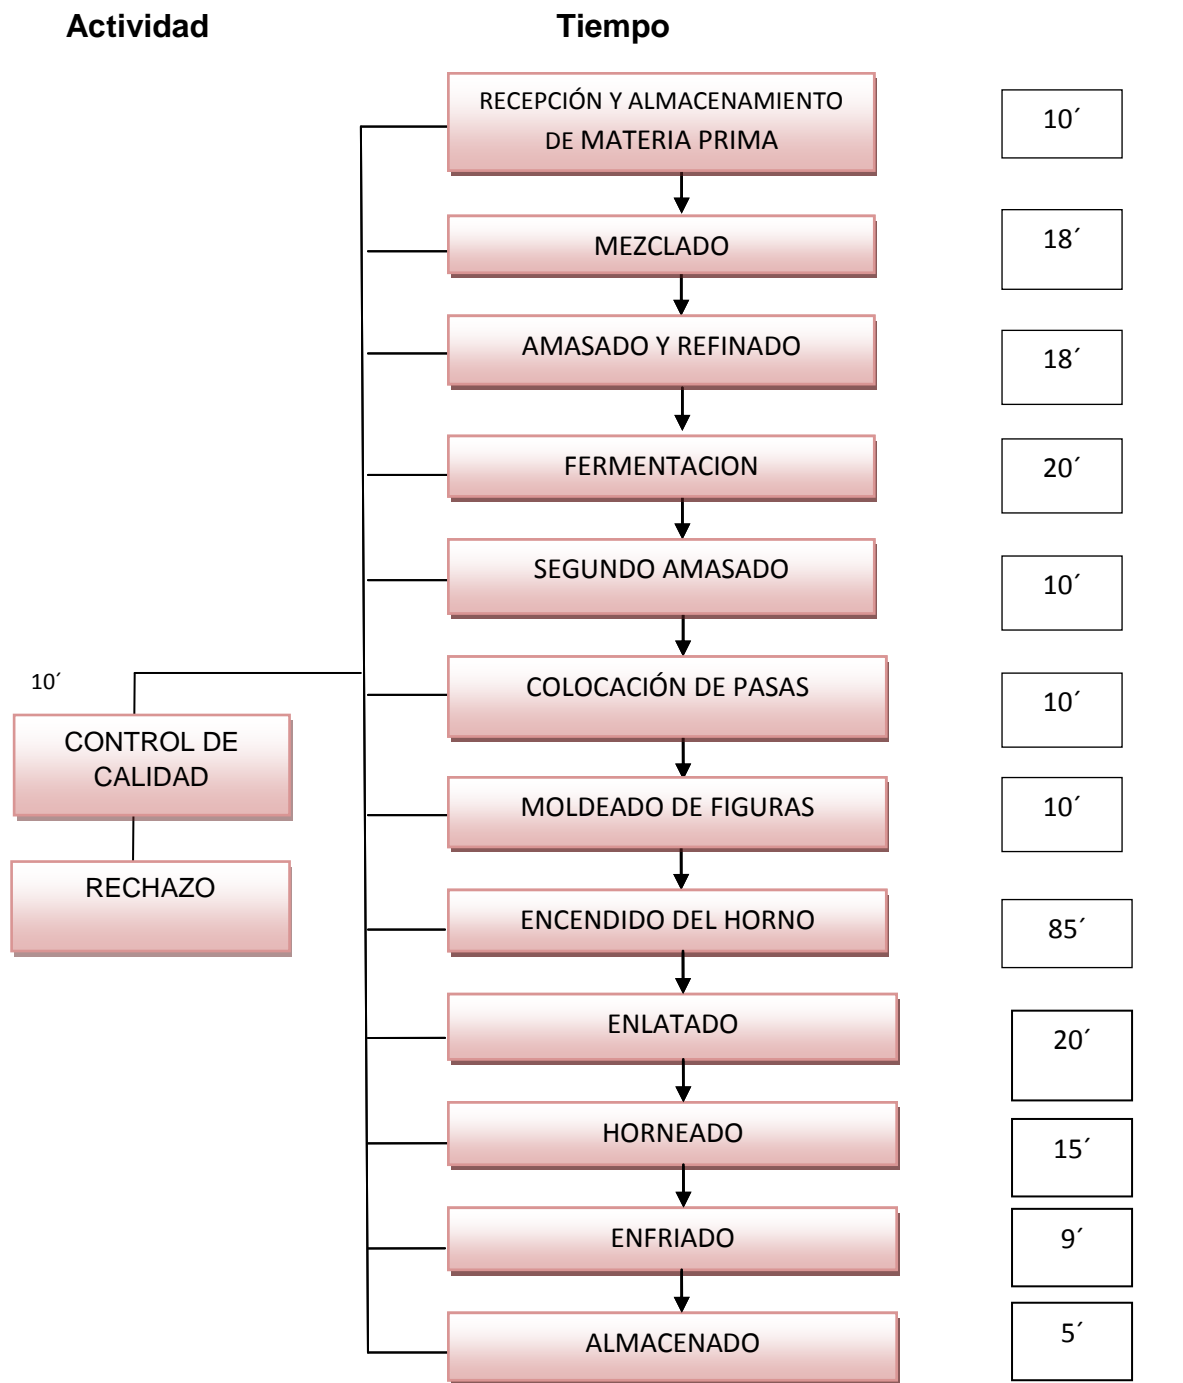 Actividad
Tiempo
RECEPCIÓN Y ALMACENAMIENTO
DE MATERIA PRIMA
10´
MEZCLADO
18´
AMASADO Y REFINADO
18´
FERMENTACION
20´
SEGUNDO AMASADO
10´
COLOCACIÓN DE PASAS
10´
10´
CONTROL DE
CALIDAD
MOLDEADO DE FIGURAS
10´
RECHAZO
ENCENDIDO DEL HORNO
85´
ENLATADO
20´
HORNEADO
15´
ENFRIADO
9´
ALMACENADO
5´